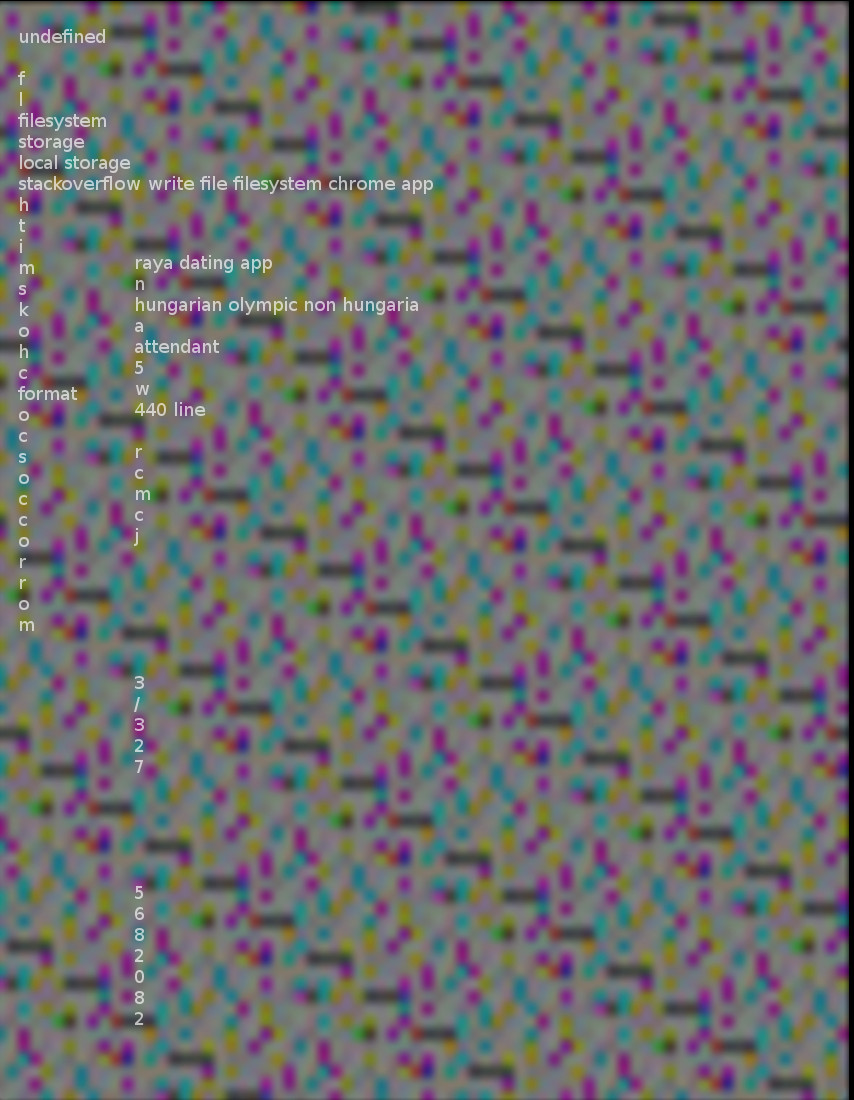 undefined
f
l
filesystem
storage
local storage
stackoverflow write file filesystem chrome app
h
t
i
m
s
k
o
h
c
format
o
c
s
o
c
c
o
r
r
o
m
raya dating app
n
hungarian olympic non hungaria
a
attendant
5
w
440 line
r
c
m
c
j
3
/
3
2
7
5
6
8
2
0
8
2